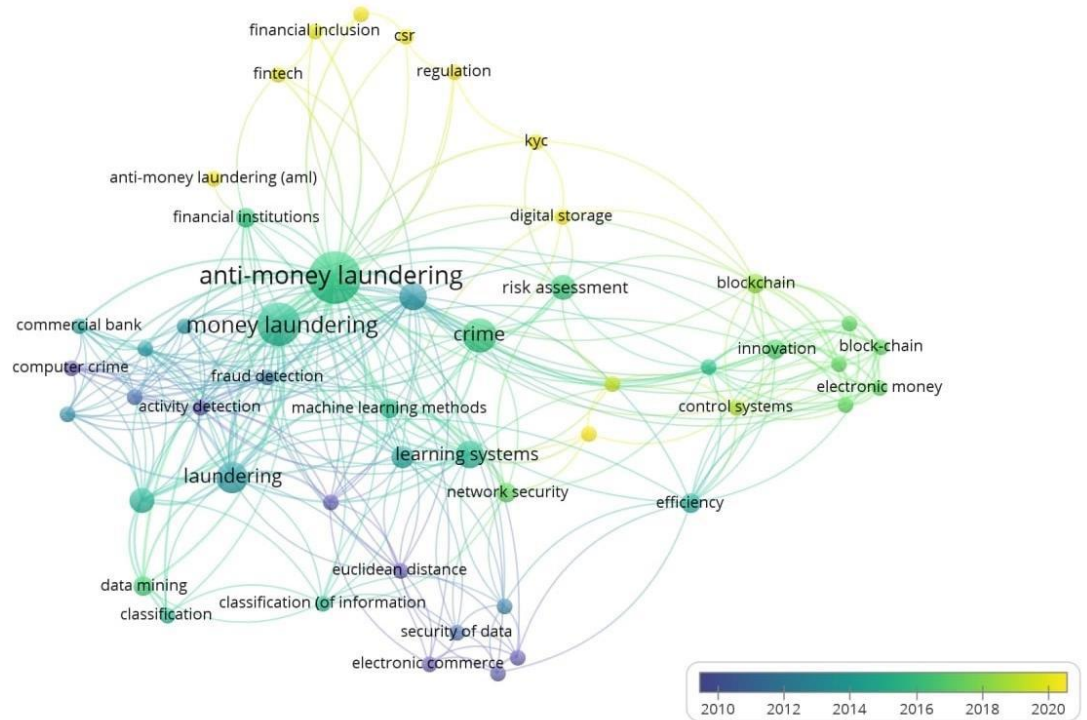 financial inclusion
csr
fintech
regulation
kyc
anti-money laundering (aml)
financial institutions
digital storage
anti-money laundering
risk assessment
blockchain
commercial bank
money laundering
crime
innovation
block-chain
computer crime
fraud detection
electronic money
activity detection
machine learning methods
control systems
learning systems
laundering
network security
efficiency
euclidean distance
data mining
classification
classification (of information
security of data
electronic commerce
2010 2012 2014 2016 2018 2020